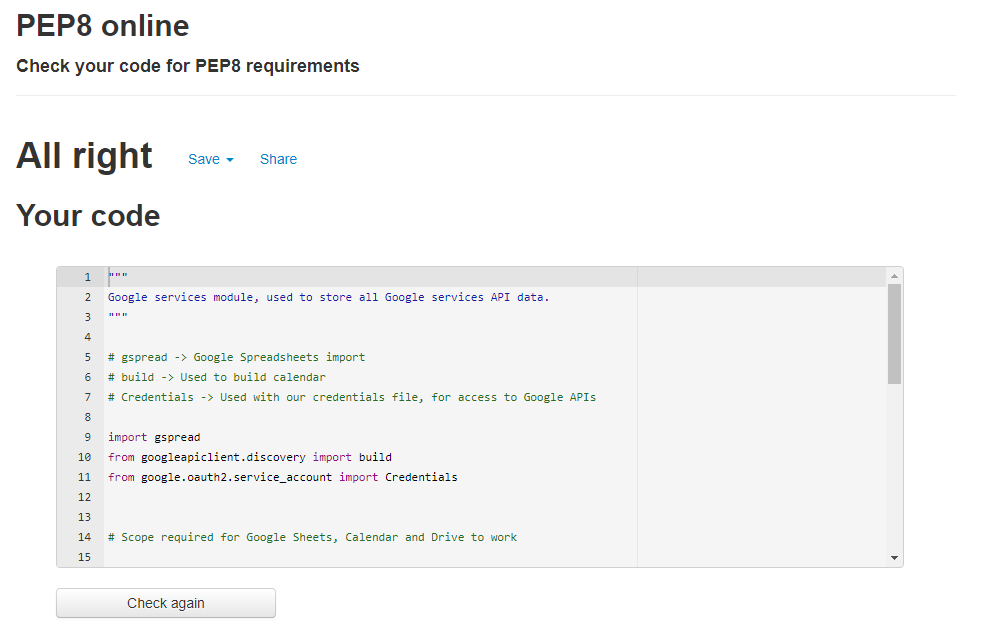 PEP8 online
Check your code for PEP8 requirements
All right Save Share
Your code
1 """
2 Google services module, used to store all Google services API data.
3 """
4
5 # gspread -> Google Spreadsheets import
6 # build -> Used to build calendar
7 # Credentials -> Used with our credentials file, for access to Google APIs
8
9 import gspread
10 from googleapiclient.discovery import build
11 from google.oauth2.service_account import Credentials
12
13
14 # Scope required for Google Sheets, Calendar and Drive to work
15
Check again